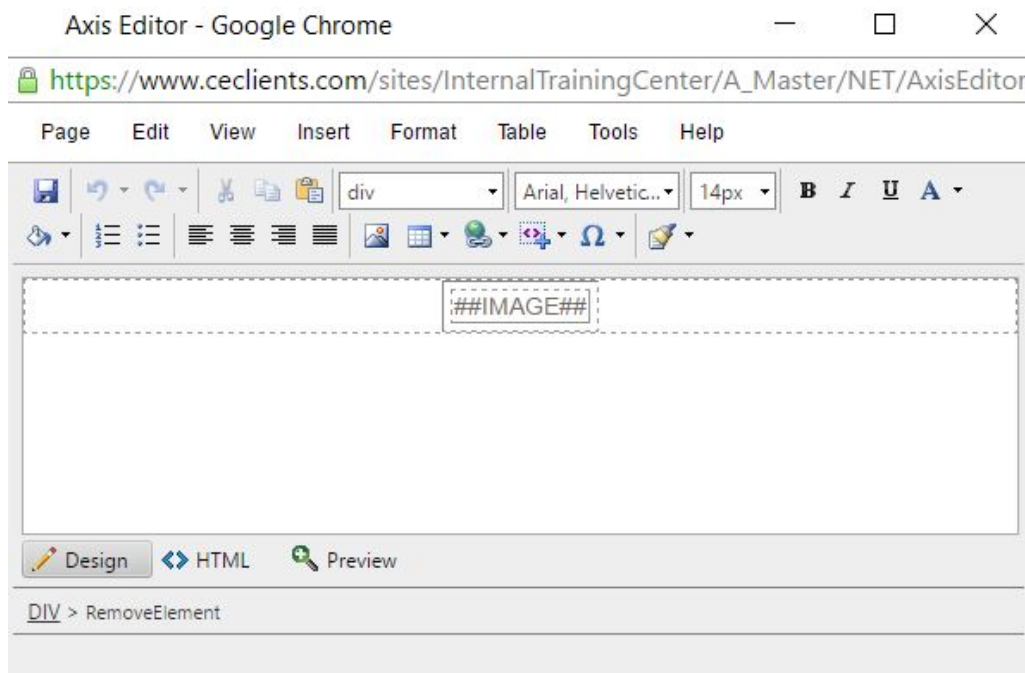 Axis Editor - Google Chrome
https://www.ceclients.com/sites/InternalTrainingCenter/A_Master/NET/AxisEditor
Page Edit View Insert Format Table Tools Help
div Arial, Helvetic... 14px B I U A
Ω
##IMAGE##
Design HTML Preview
DIV > RemoveElement